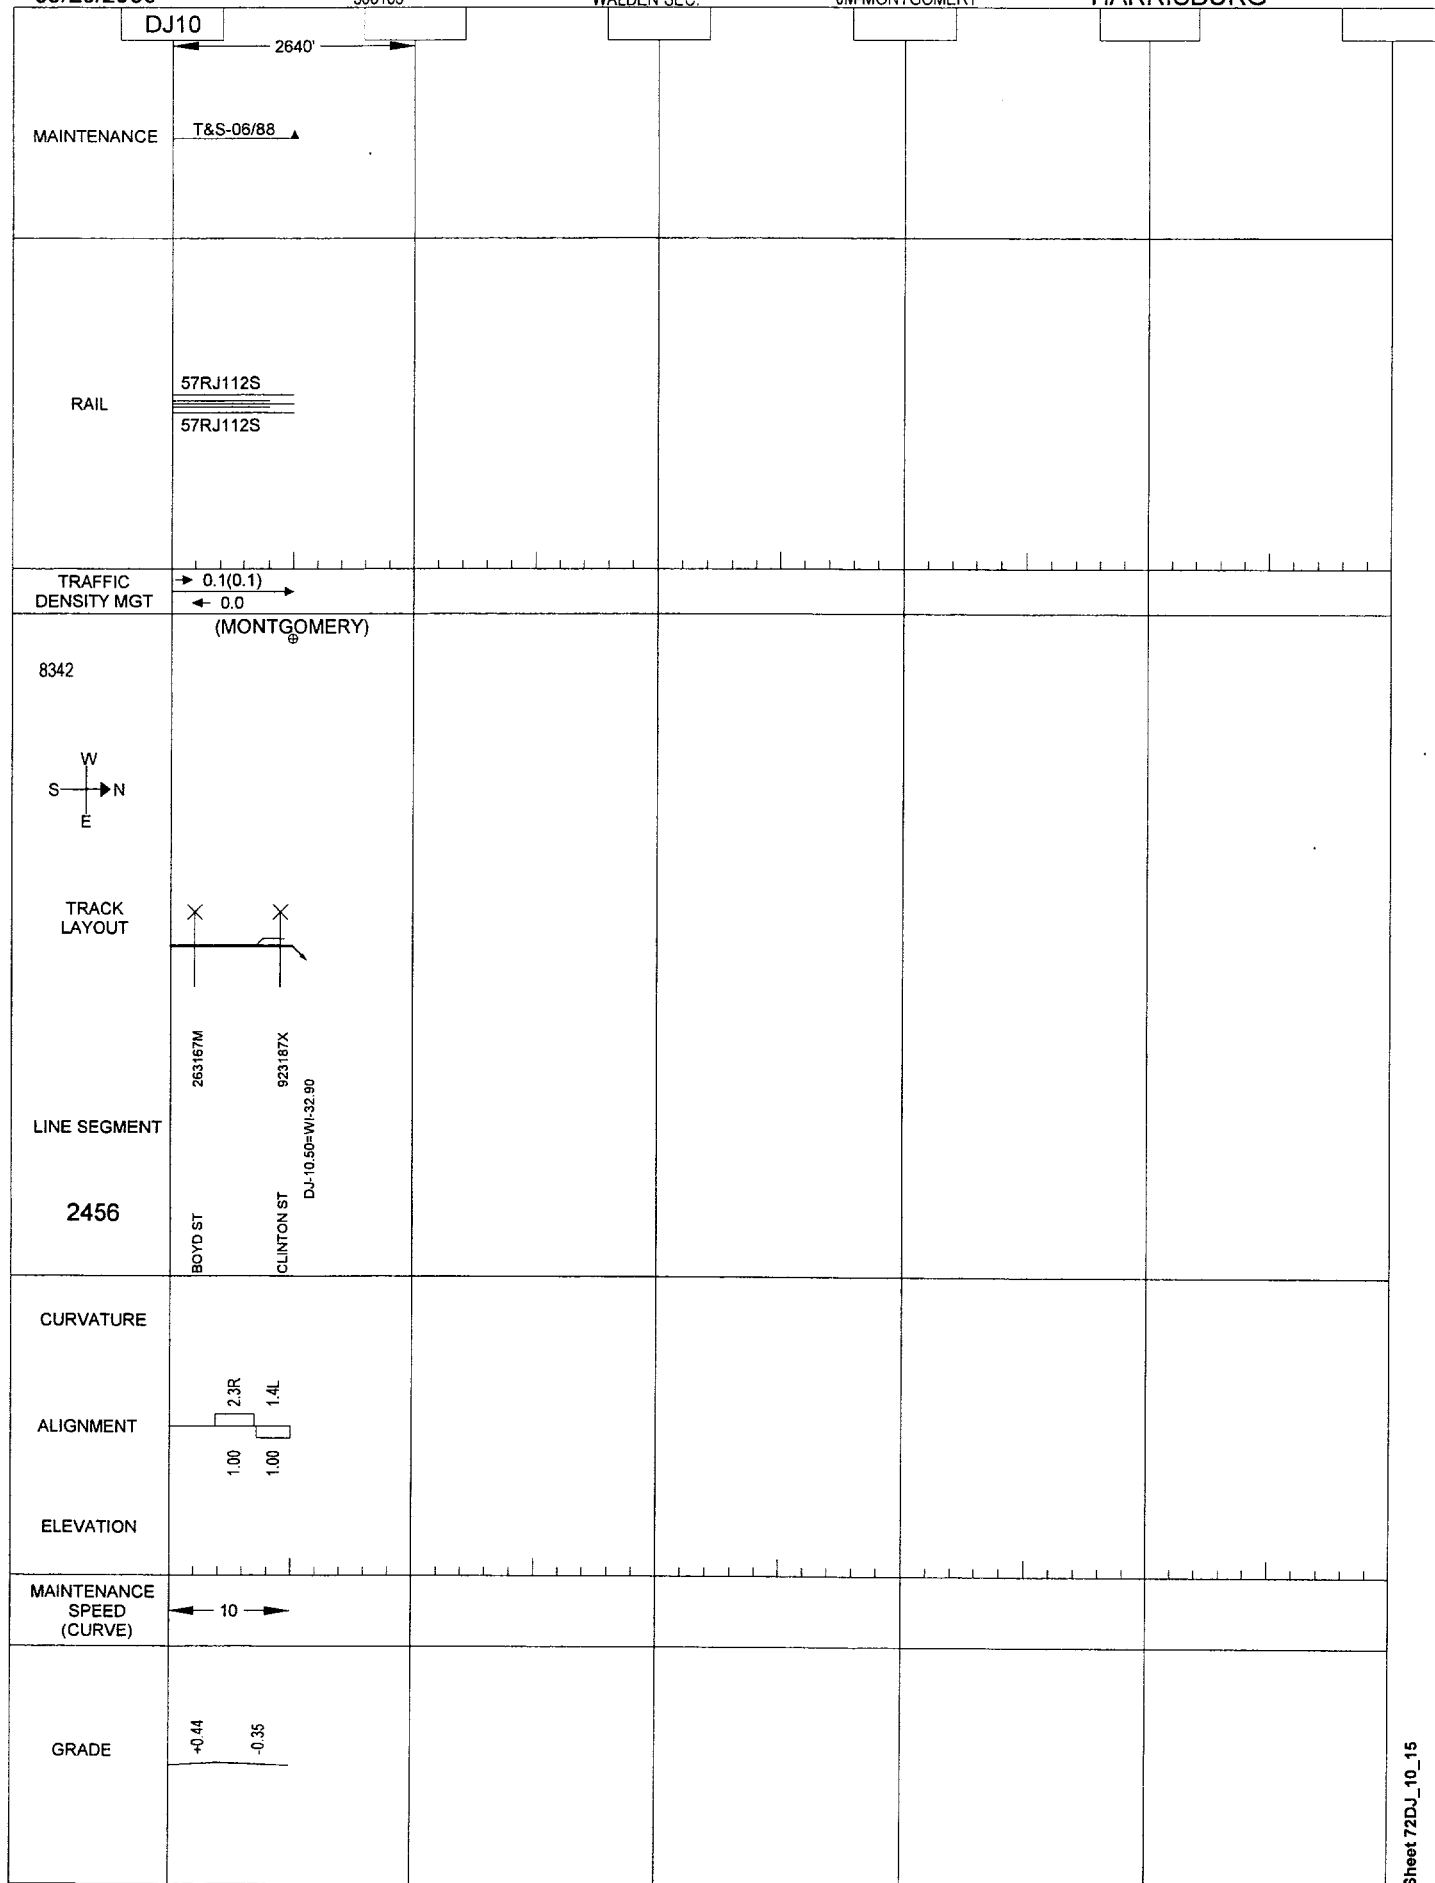 WALDEN SEC.
HARRISBURG
DJ10
2640'
MAINTENANCE
T&S-06/88
RAIL
57RJ112S
57RJ112S
TRAFFIC
DENSITY MGT
0.1(0.1)
0.0
(MONTGOMERY)
8342
W
S N
E
TRACK
LAYOUT
263167M
923187X
DJ-10.50=WI-32.90
LINE SEGMENT
2456
BOYD ST
CLINTON ST
CURVATURE
2.3R
1.4L
ALIGNMENT
1.00
1.00
ELEVATION
MAINTENANCE
SPEED
(CURVE)
10
GRADE
+0.44
-0.35
Sheet 72DJ_10_15